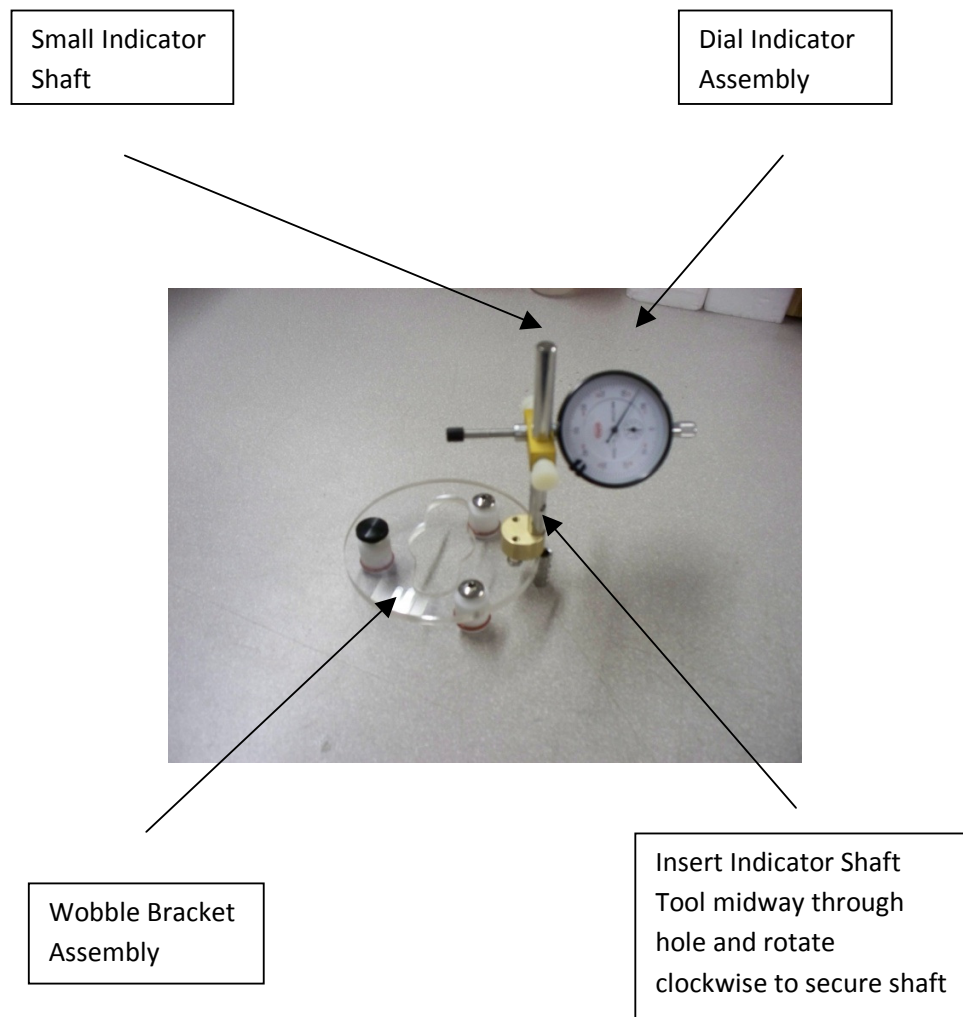 Small Indicator
Shaft
Dial Indicator
Assembly
Wobble Bracket
Assembly
Insert Indicator Shaft
Tool midway through
hole and rotate
clockwise to secure shaft